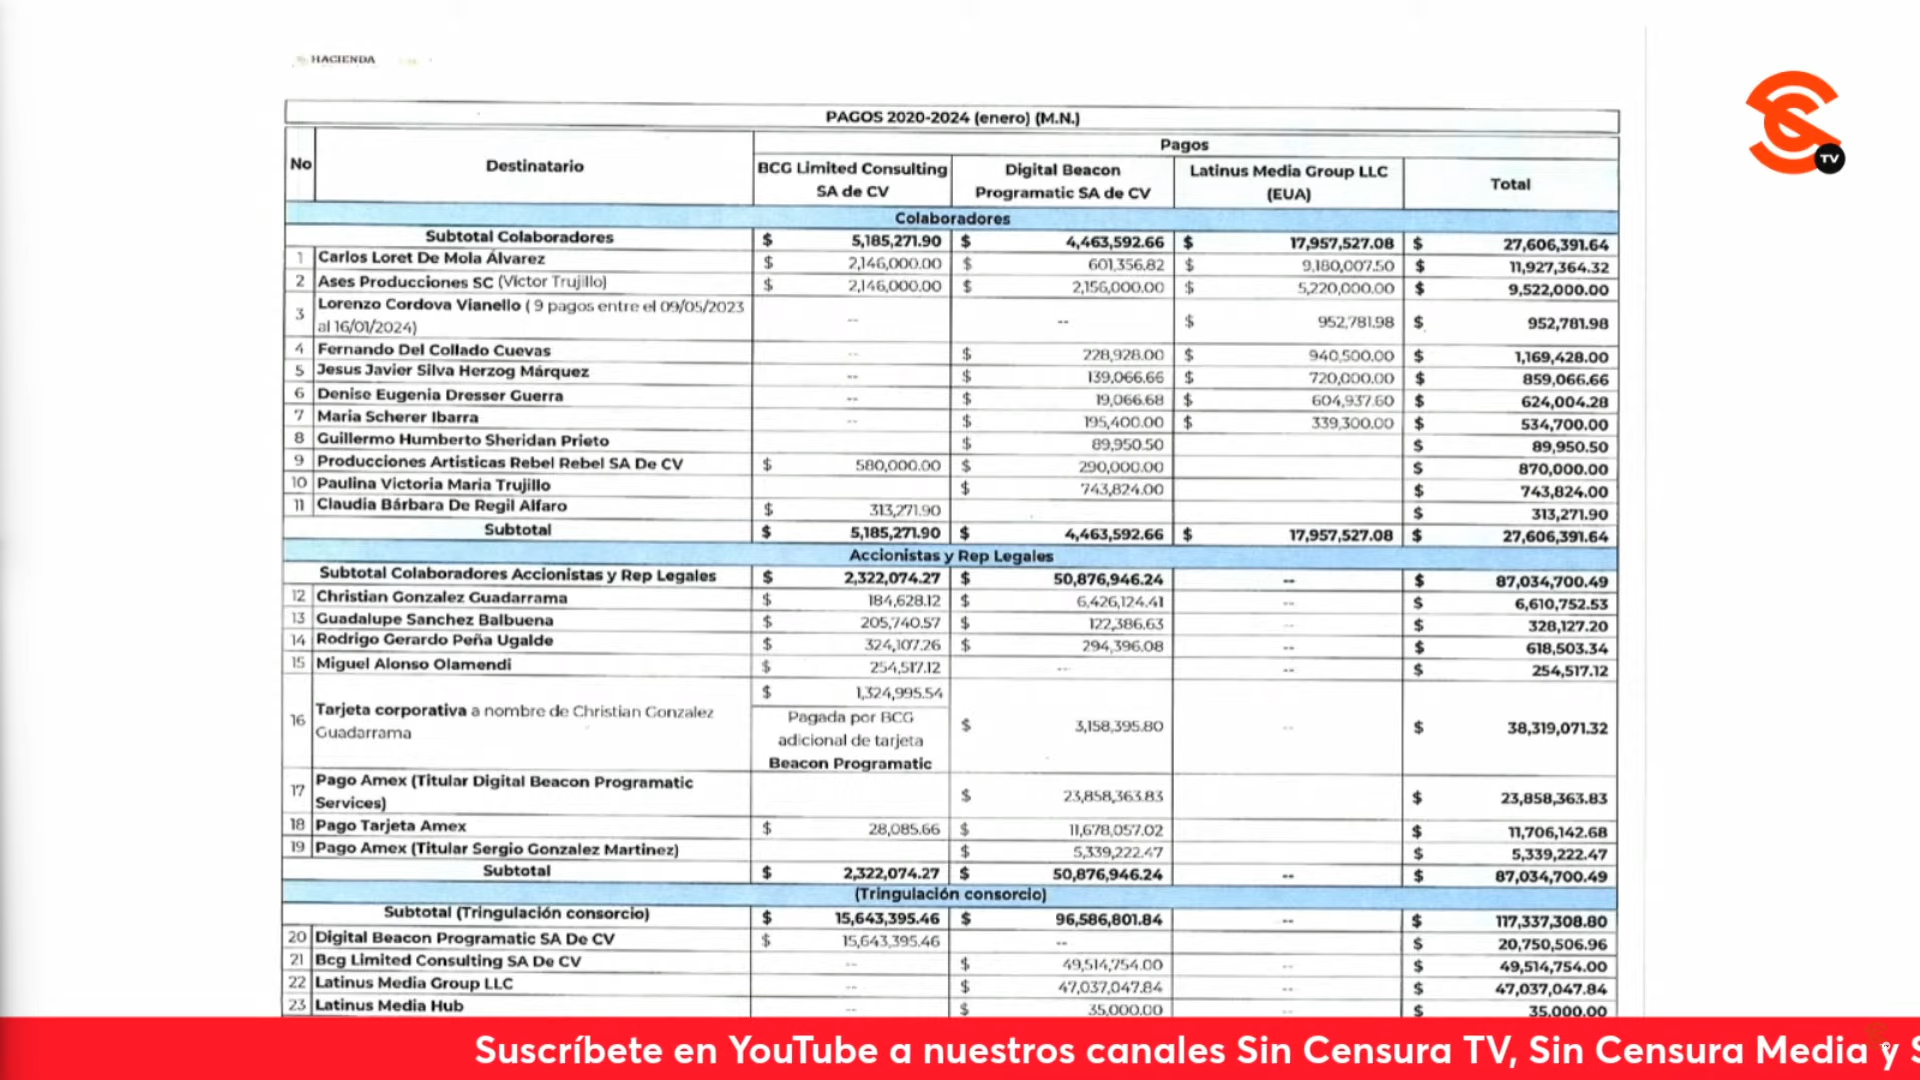 HACIENDA
PAGOS 2020-2024 (enero) (M.N.)
No Destinatario Pagos
BCG Limited Consulting SA de CV Digital Beacon Programatic SA de CV Latinus Media Group LLC (EUA) Total
Colaboradores
Subtotal Colaboradores $ 5,185,271.90 $ 4,463,592.66 $ 17,957,527.08 $ 27,606,391.64
1 Carlos Loret De Mola Álvarez $ 2,146,000.00 $ 601,356.82 $ 9,180,007.50 $ 11,927,364.32
2 Ases Producciones SC (Victor Trujillo) $ 2,146,000.00 $ 2,156,000.00 $ 5,220,000.00 $ 9,522,000.00
3 Lorenzo Cordova Vianello ( 9 pagos entre el 09/05/2023 al 16/01/2024) -- -- $ 952,781.98 $ 952,781.98
4 Fernando Del Collado Cuevas -- $ 228,928.00 $ 940,500.00 $ 1,169,428.00
5 Jesus Javier Silva Herzog Márquez -- $ 139,066.66 $ 720,000.00 $ 859,066.66
6 Denise Eugenia Dresser Guerra -- $ 19,066.68 $ 604,937.60 $ 624,004.28
7 Maria Scherer Ibarra -- $ 195,400.00 $ 339,300.00 $ 534,700.00
8 Guillermo Humberto Sheridan Prieto $ 89,950.50 $ 89,950.50
9 Producciones Artisticas Rebel Rebel SA De CV $ 580,000.00 $ 290,000.00 $ 870,000.00
10 Paulina Victoria Maria Trujillo $ 743,824.00 $ 743,824.00
11 Claudia Bárbara De Regil Alfaro $ 313,271.90 $ 313,271.90
Subtotal $ 5,185,271.90 $ 4,463,592.66 $ 17,957,527.08 $ 27,606,391.64
Accionistas y Rep Legales
Subtotal Colaboradores Accionistas y Rep Legales $ 2,322,074.27 $ 50,876,946.24 -- $ 87,034,700.49
12 Christian Gonzalez Guadarrama $ 184,628.12 $ 6,426,124.41 -- $ 6,610,752.53
13 Guadalupe Sanchez Balbuena $ 205,740.57 $ 122,386.63 -- $ 328,127.20
14 Rodrigo Gerardo Peña Ugalde $ 324,107.26 $ 294,396.08 -- $ 618,503.34
15 Miguel Alonso Olamendi $ 254,517.12 -- -- $ 254,517.12
16 Tarjeta corporativa a nombre de Christian Gonzalez Guadarrama $ 1,324,995.54 Pagada por BCG adicional de tarjeta Beacon Programatic $ 3,158,395.80 -- $ 38,319,071.32
17 Pago Amex (Titular Digital Beacon Programatic Services) $ 23,858,363.83 $ 23,858,363.83
18 Pago Tarjeta Amex $ 28,085.66 $ 11,678,057.02 $ 11,706,142.68
19 Pago Amex (Titular Sergio Gonzalez Martinez) $ 5,339,222.47 $ 5,339,222.47
Subtotal $ 2,322,074.27 $ 50,876,946.24 -- $ 87,034,700.49
(Tringulación consorcio)
Subtotal (Tringulación consorcio) $ 15,643,395.46 $ 96,586,801.84 -- $ 117,337,308.80
20 Digital Beacon Programatic SA De CV $ 15,643,395.46 -- $ 20,750,506.96
21 Bcg Limited Consulting SA De CV -- $ 49,514,754.00 -- $ 49,514,754.00
22 Latinus Media Group LLC -- $ 47,037,047.84 -- $ 47,037,047.84
23 Latinus Media Hub -- $ 35,000.00 -- $ 35,000.00
TV
Suscríbete en YouTube a nuestros canales Sin Censura TV, Sin Censura Media y S